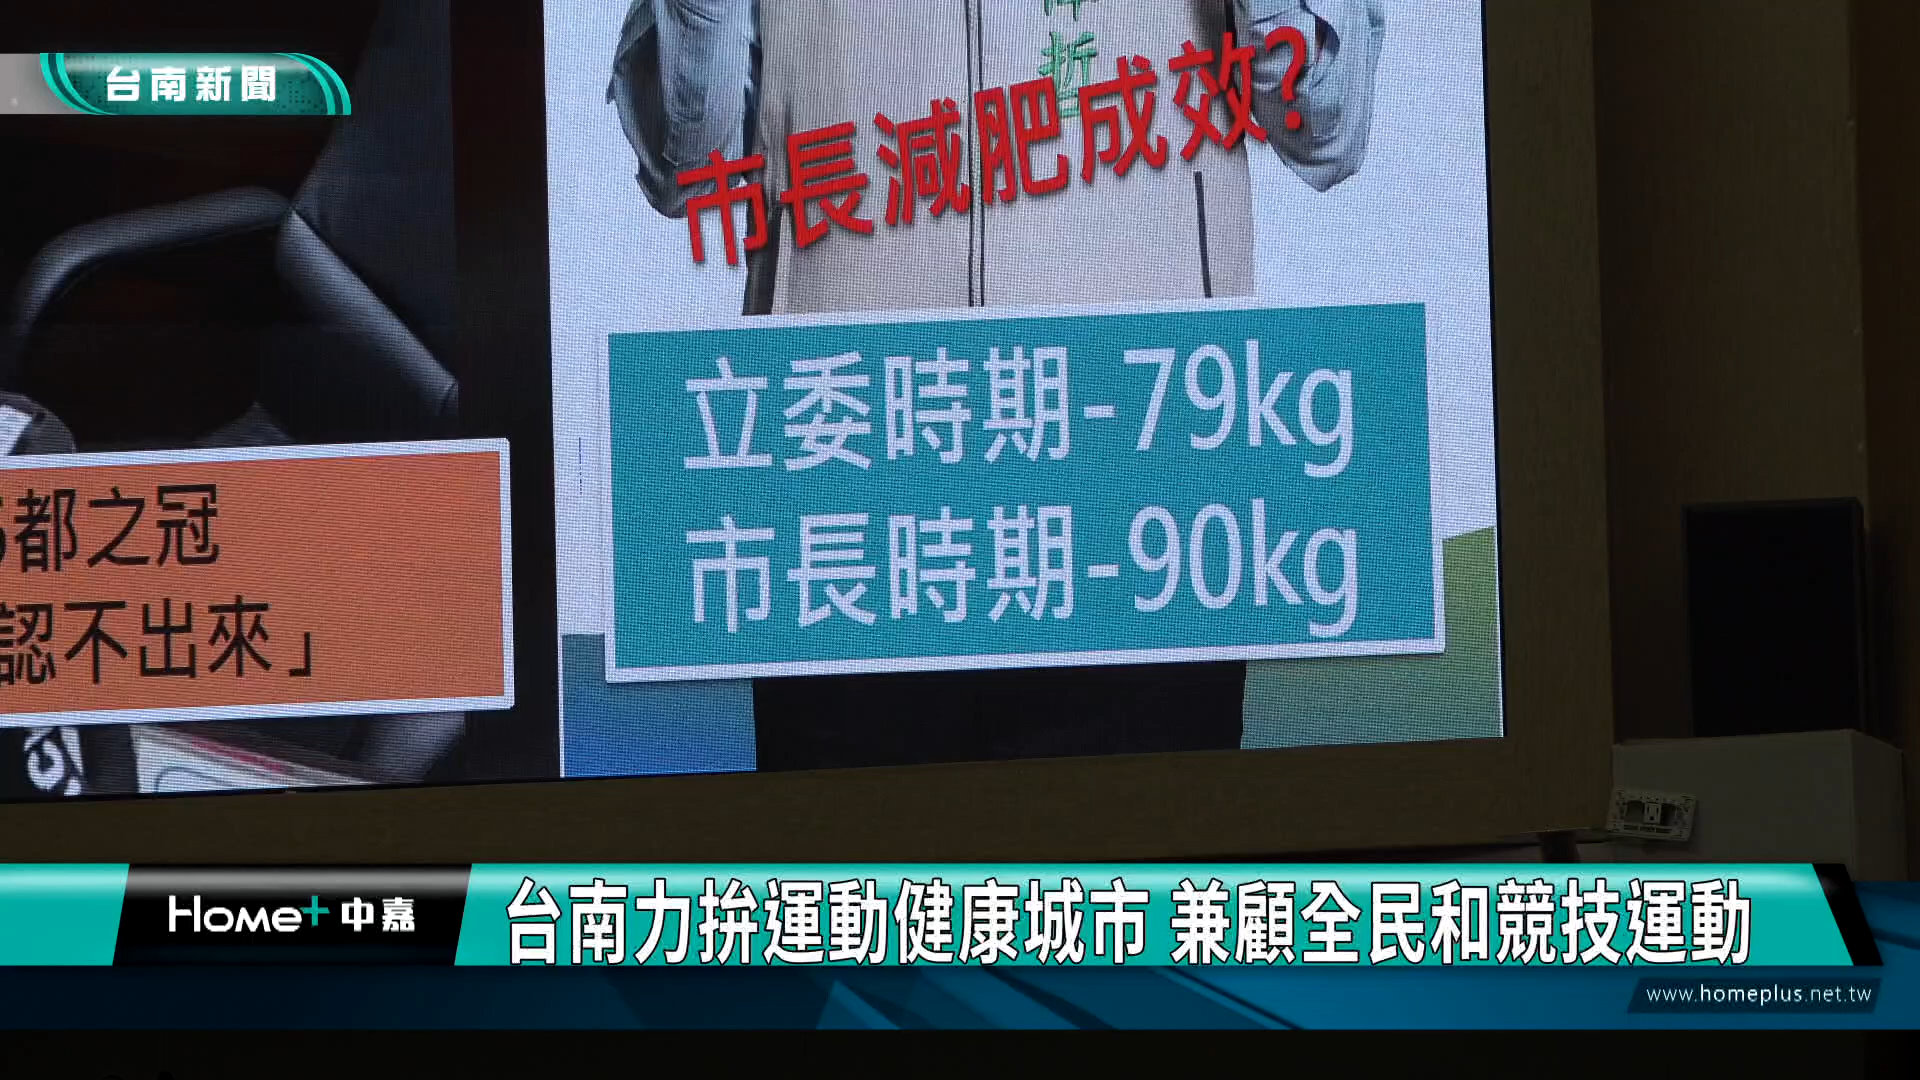 台南新聞
哲
市長減肥成效?
立委時期-79kg
市長時期-90kg
都之冠
認不出來」
Home+中嘉
台南力拚運動健康城市 兼顧全民和競技運動
www.homeplus.net.tw